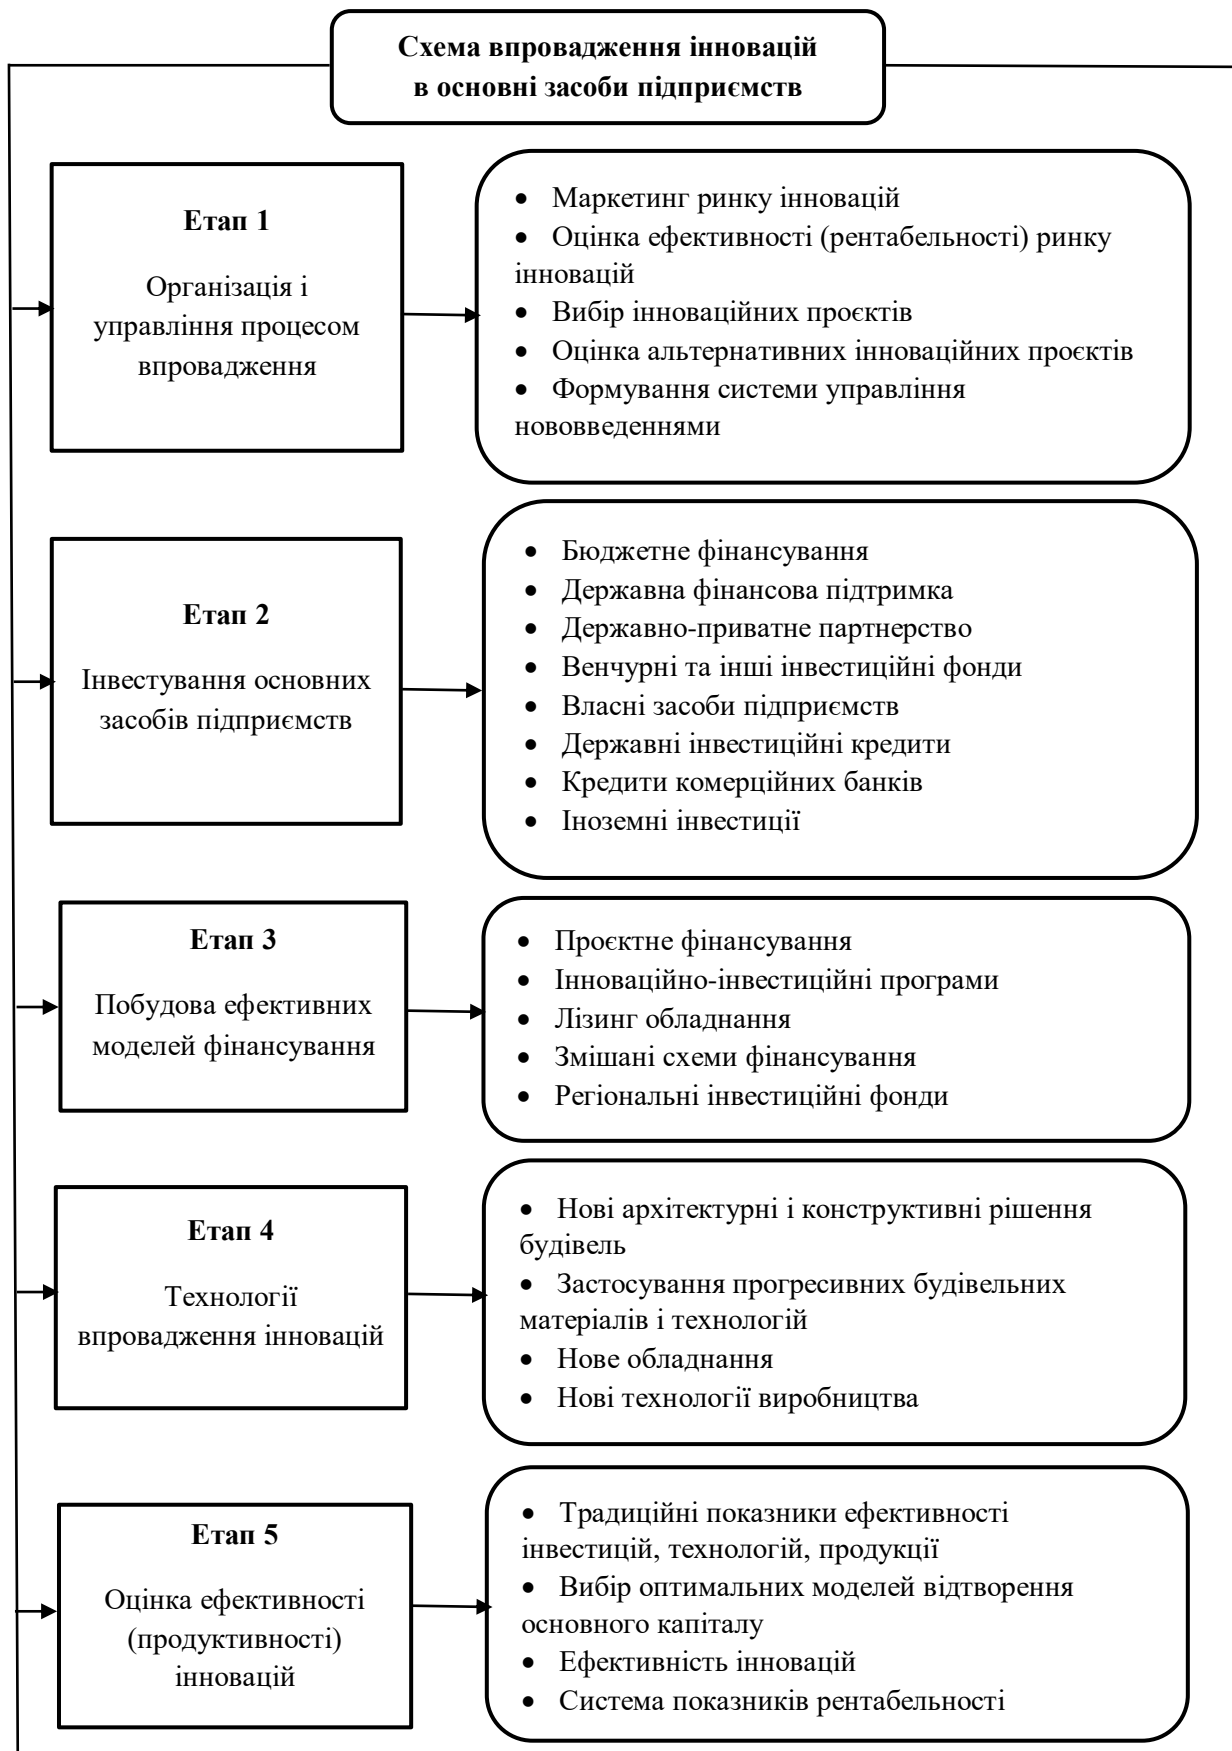 Схема впровадження інновацій
в основні засоби підприємств
Етап 1
Організація і
управління процесом
впровадження
• Маркетинг ринку інновацій
• Оцінка ефективності (рентабельності) ринку
інновацій
• Вибір інноваційних проєктів
• Оцінка альтернативних інноваційних проєктів
• Формування системи управління
нововведеннями
Етап 2
Інвестування основних
засобів підприємств
• Бюджетне фінансування
• Державна фінансова підтримка
• Державно-приватне партнерство
• Венчурні та інші інвестиційні фонди
• Власні засоби підприємств
• Державні інвестиційні кредити
• Кредити комерційних банків
• Іноземні інвестиції
Етап 3
Побудова ефективних
моделей фінансування
• Проєктне фінансування
• Інноваційно-інвестиційні програми
• Лізинг обладнання
• Змішані схеми фінансування
• Регіональні інвестиційні фонди
Етап 4
Технології
впровадження інновацій
• Нові архітектурні і конструктивні рішення
будівель
• Застосування прогресивних будівельних
матеріалів і технологій
• Нове обладнання
• Нові технології виробництва
Етап 5
Оцінка ефективності
(продуктивності)
інновацій
• Традиційні показники ефективності
інвестицій, технологій, продукції
• Вибір оптимальних моделей відтворення
основного капіталу
• Ефективність інновацій
• Система показників рентабельності